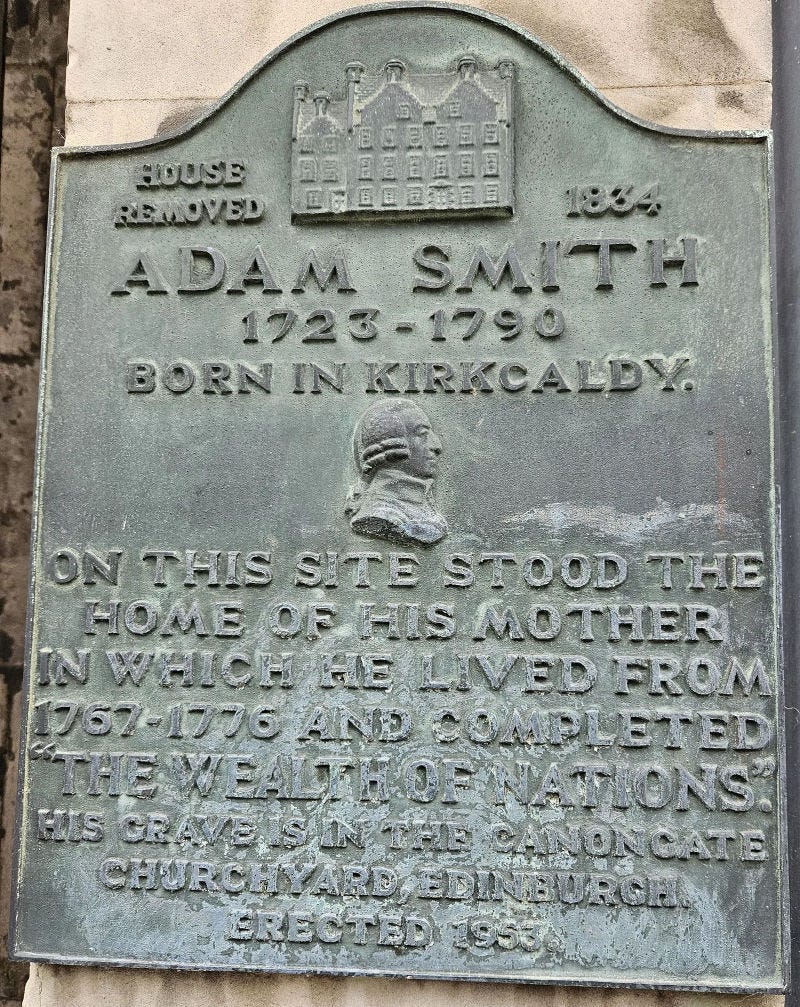 HOUSE
REMOVED
1834
ADAM SMITH
1723-1790
BORN IN KIRKCALDY.
ON THIS SITE STOOD THE
HOME OF HIS MOTHER
IN WHICH HE LIVED FROM
1767-1776 AND COMPLETED
"THE WEALTH OF NATIONS".
HIS GRAVE IS IN THE CANONGATE
CHURCHYARD, EDINBURGH.
ERECTED 1953.